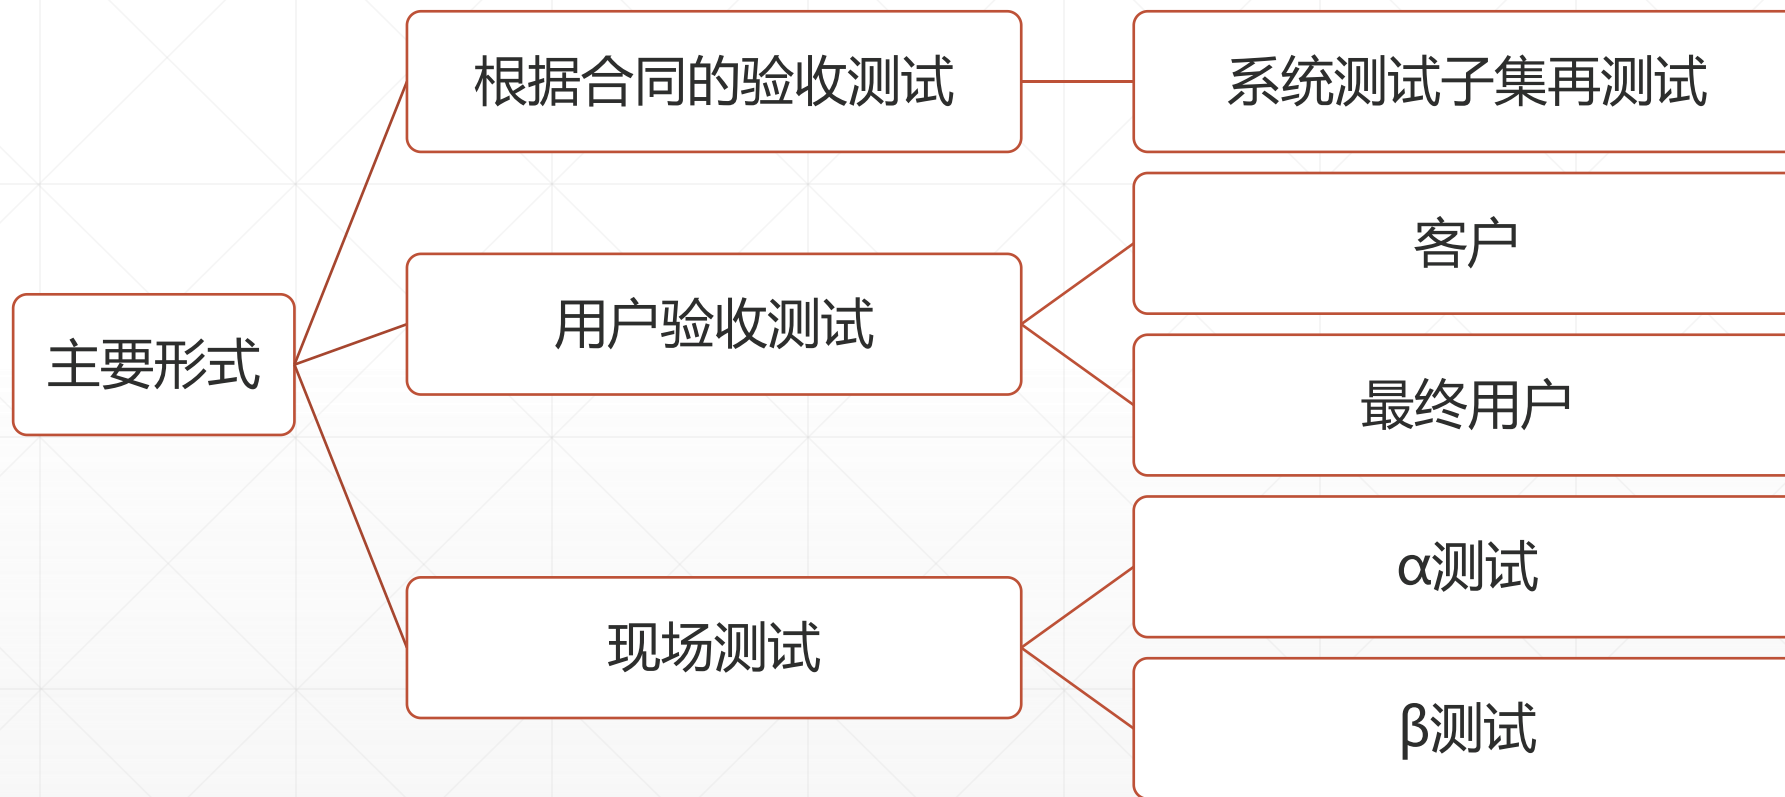 主要形式
根据合同的验收测试
系统测试子集再测试
用户验收测试
客户
最终用户
现场测试
α测试
β测试